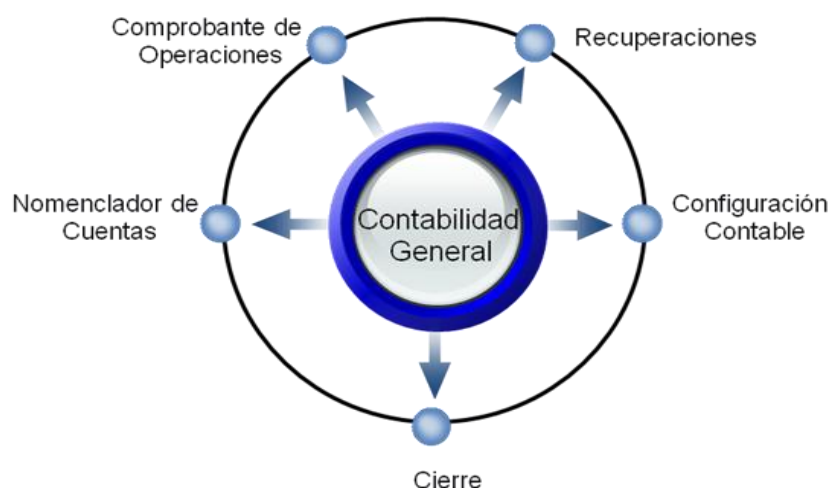 Comprobante de
Operaciones
Recuperaciones
Nomenclador de
Cuentas
Contabilidad
General
Configuración
Contable
Cierre